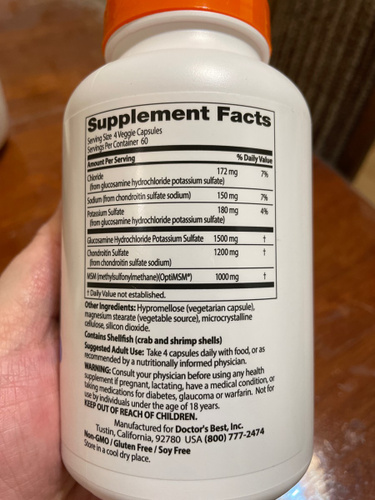 Supplement Facts
Serving Size 4 Veggie Capsules
Servings Per Container 60
Amount Per Serving % Daily Value
Chloride 172 mg 7%
(from glucosamine hydrochloride potassium sulfate)
Sodium (from chondroitin sulfate sodium) 150 mg 7%
Potassium Sulfate 180 mg 4%
(from glucosamine hydrochloride potassium sulfate)
Glucosamine Hydrochloride Potassium Sulfate 1500 mg †
Chondroitin Sulfate 1200 mg †
(from chondroitin sulfate sodium)
MSM (methylsulfonylmethane)(OptiMSM®) 1000 mg †
† Daily Value not established.
Other Ingredients: Hypromellose (vegetarian capsule),
magnesium stearate (vegetable source), microcrystalline
cellulose, silicon dioxide.
Contains Shellfish (crab and shrimp shells)
Suggested Adult Use: Take 4 capsules daily with food, or as
recommended by a nutritionally informed physician.
WARNING: Consult your physician before using any health
supplement if pregnant, lactating, have a medical condition, or
taking medications for diabetes, glaucoma or warfarin. Not for
use by individuals under the age of 18 years.
KEEP OUT OF REACH OF CHILDREN.
Manufactured for Doctor's Best, Inc.
Tustin, California, 92780 USA (800) 777-2474
Non-GMO / Gluten Free / Soy Free
Store in a cool dry place.